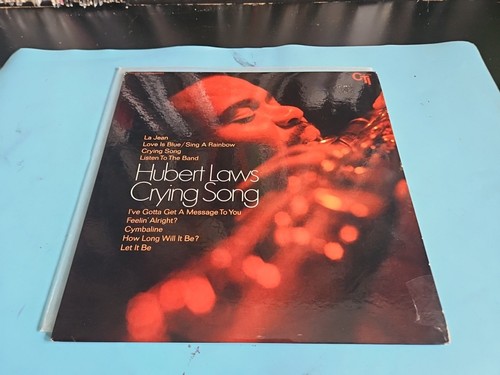 CTI
La Jean
Love Is Blue/Sing A Rainbow
Crying Song
Listen To The Band
Hubert Laws
Crying Song
I've Gotta Get A Message To You
Feelin' Alright?
Cymbaline
How Long Will It Be?
Let It Be